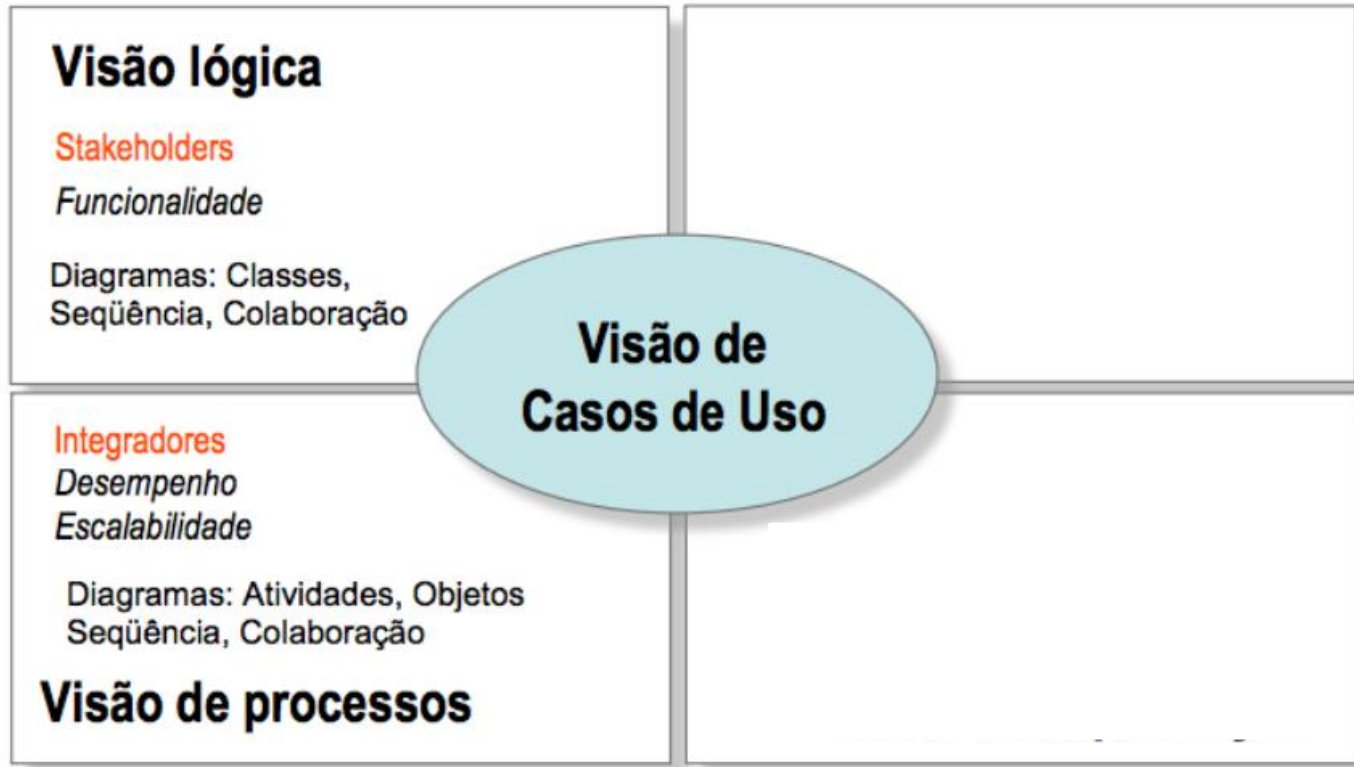 Visão lógica
Stakeholders
Funcionalidade
Diagramas: Classes,
Seqüência, Colaboração
Visão de
Casos de Uso
Integradores
Desempenho
Escalabilidade
Diagramas: Atividades, Objetos
Seqüência, Colaboração
Visão de processos